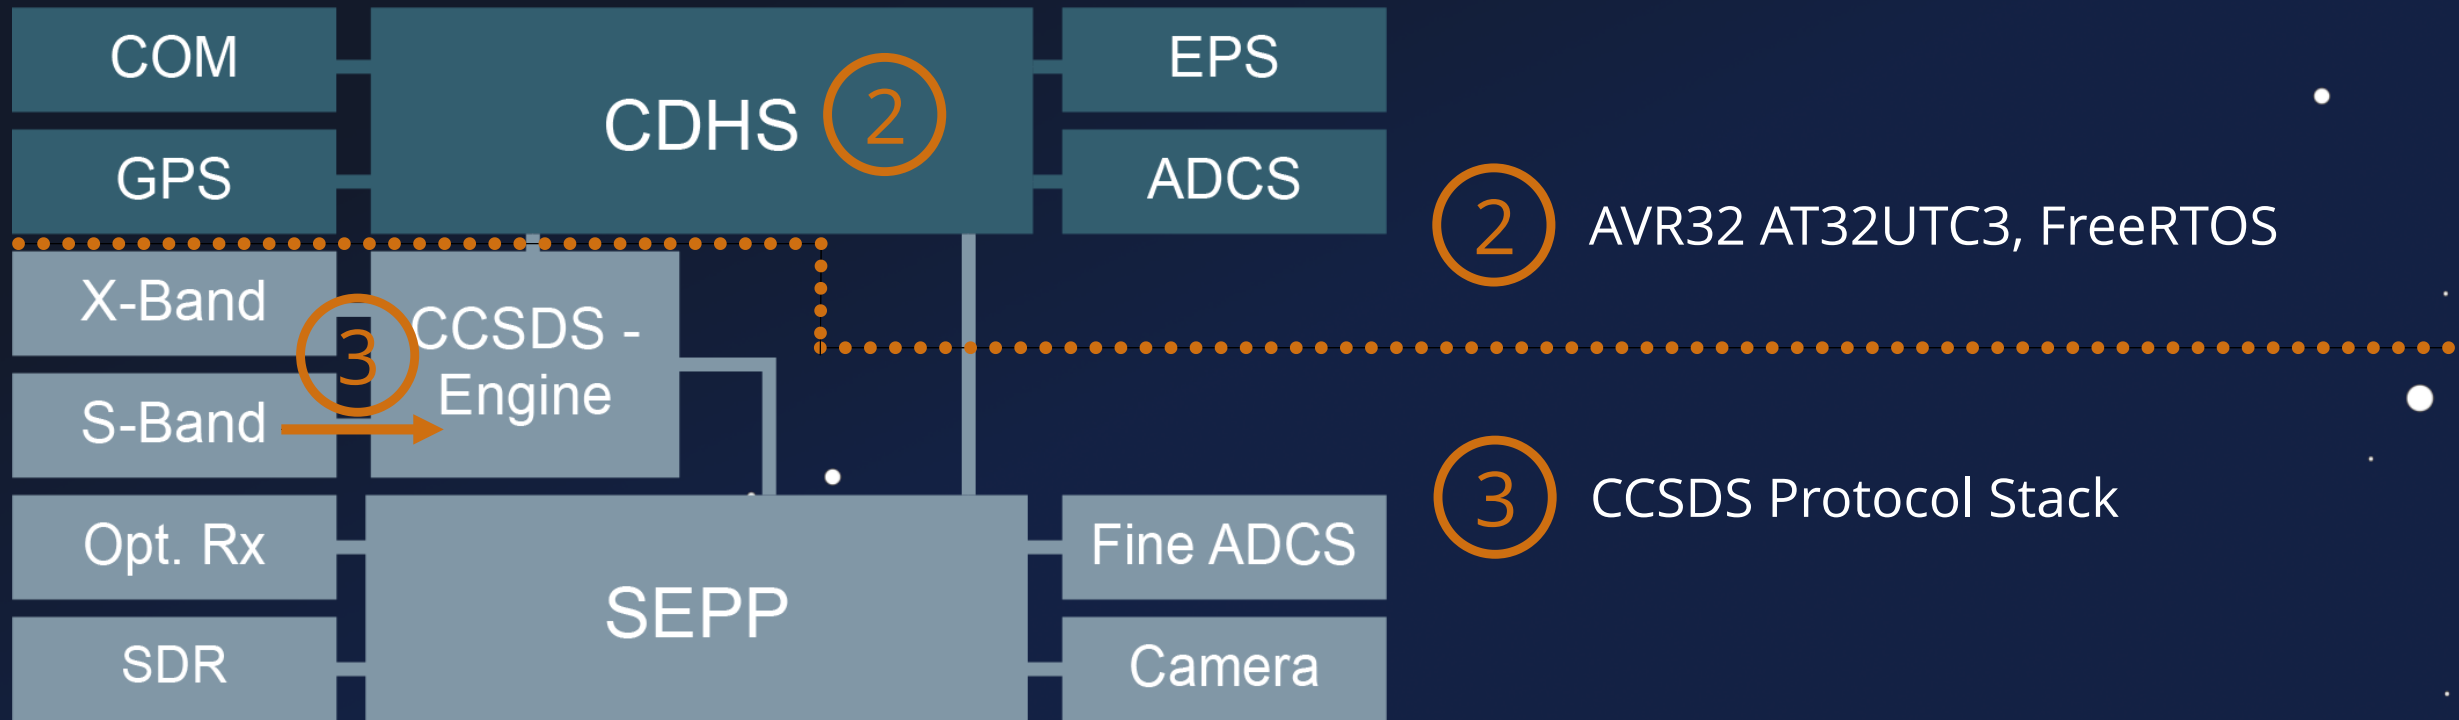 COM
CDHS
2
EPS
GPS
ADCS
2
AVR32 AT32UTC3, FreeRTOS
X-Band
3
CCSDS -
Engine
S-Band
3
CCSDS Protocol Stack
Opt. Rx
SEPP
Fine ADCS
SDR
Camera